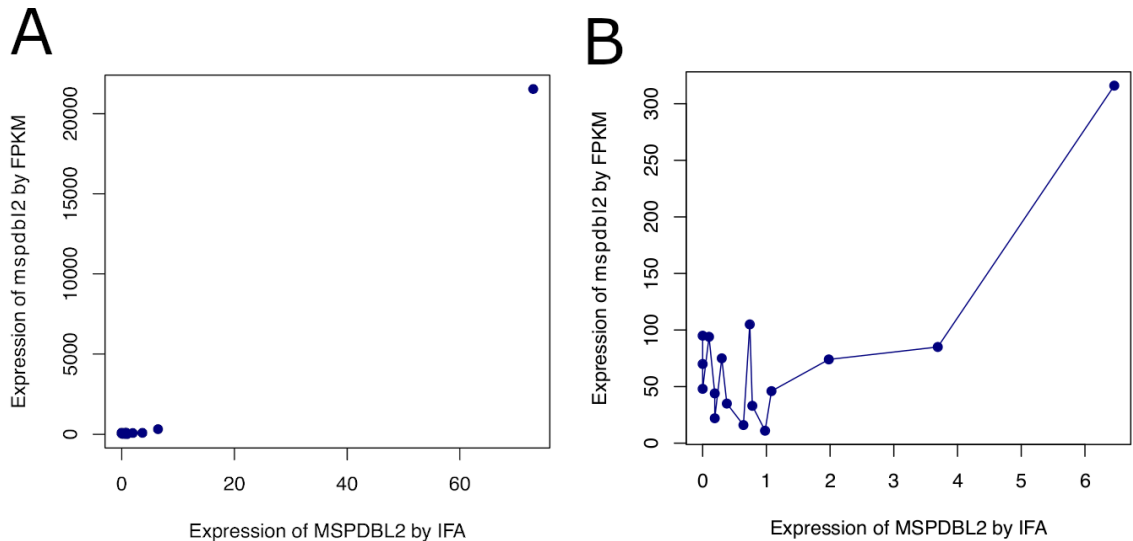 A
Expression of mspdbl2 by FPKM
20000
15000
10000
5000
0
0 20 40 60
Expression of MSPDBL2 by IFA
B
Expression of mspdbl2 by FPKM
300
250
200
150
100
50
0
0 1 2 3 4 5 6
Expression of MSPDBL2 by IFA